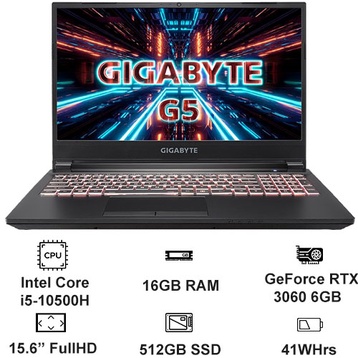 GIGABYTE
G5
GIGABYTE
CPU
Intel Core
i5-10500H
16GB RAM
GeForce RTX
3060 6GB
15.6” FullHD
512GB SSD
41WHrs